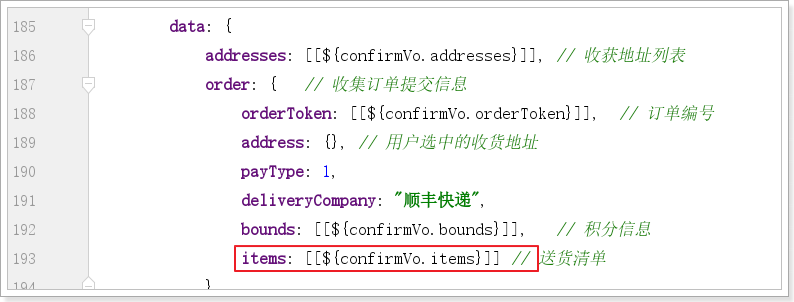 185 data: {
186 addresses: [[${confirmVo.addresses}]], // 收获地址列表
187 order: { // 收集订单提交信息
188 orderToken: [[${confirmVo.orderToken}]], // 订单编号
189 address: {}, // 用户选中的收货地址
190 payType: 1,
191 deliveryCompany: "顺丰快递",
192 bounds: [[${confirmVo.bounds}]], // 积分信息
193 items: [[${confirmVo.items}]] // 送货清单
194 }